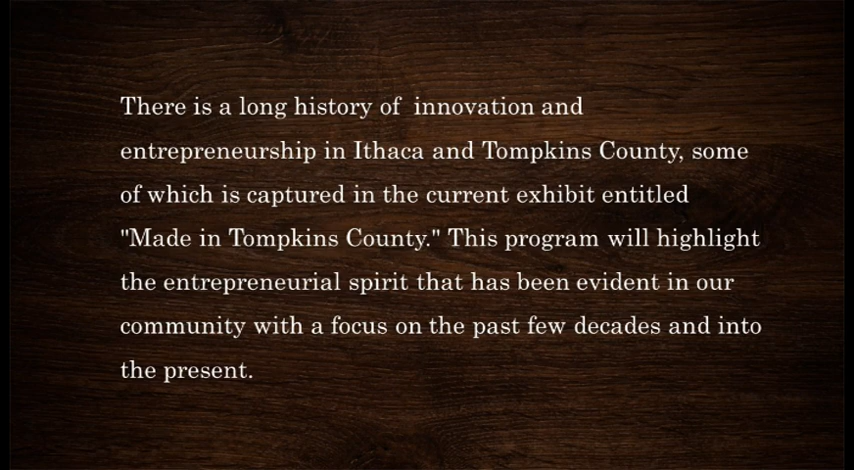 There is a long history of  innovation and
entrepreneurship in Ithaca and Tompkins County, some
of which is captured in the current exhibit entitled
"Made in Tompkins County." This program will highlight
the entrepreneurial spirit that has been evident in our
community with a focus on the past few decades and into
the present.